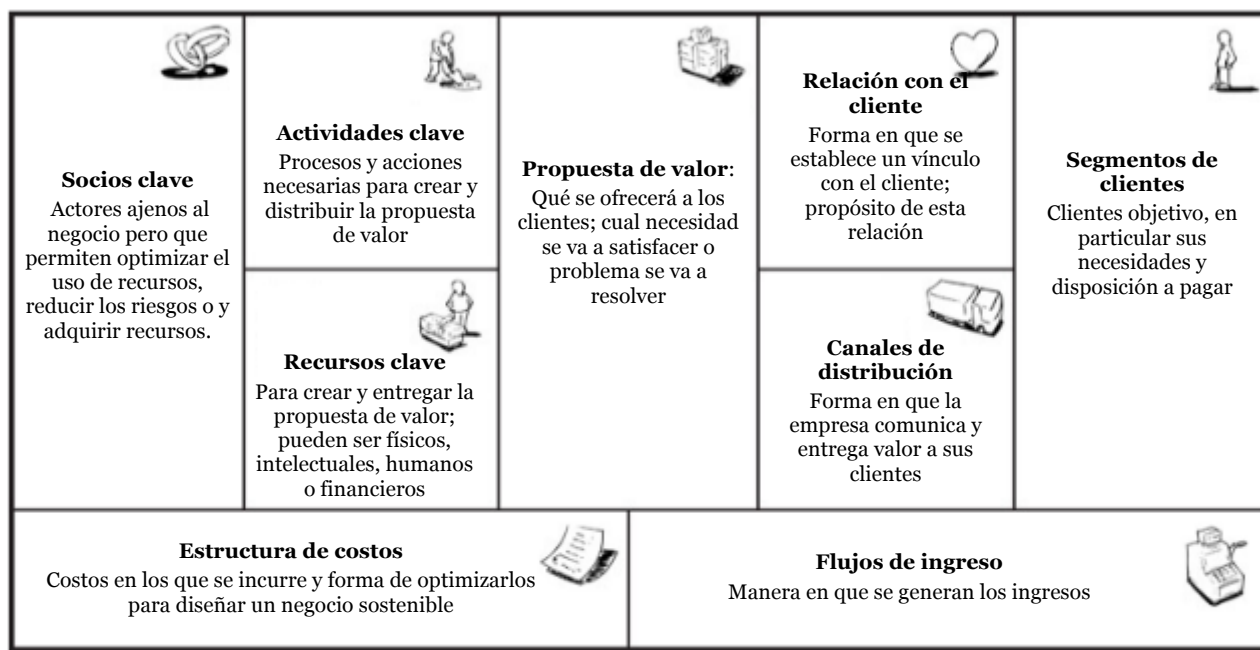 Socios clave
Actores ajenos al
negocio pero que
permiten optimizar el
uso de recursos,
reducir los riesgos o y
adquirir recursos.
Actividades clave
Procesos y acciones
necesarias para crear y
distribuir la propuesta
de valor
Recursos clave
Para crear y entregar la
propuesta de valor;
pueden ser físicos,
intelectuales, humanos
o financieros
Propuesta de valor:
Qué se ofrecerá a los
clientes; cual necesidad
se va a satisfacer o
problema se va a
resolver
Relación con el
cliente
Forma en que se
establece un vínculo
con el cliente;
propósito de esta
relación
Canales de
distribución
Forma en que la
empresa comunica y
entrega valor a sus
clientes
Segmentos de
clientes
Clientes objetivo, en
particular sus
necesidades y
disposición a pagar
Estructura de costos
Costos en los que se incurre y forma de optimizarlos
para diseñar un negocio sostenible
Flujos de ingreso
Manera en que se generan los ingresos